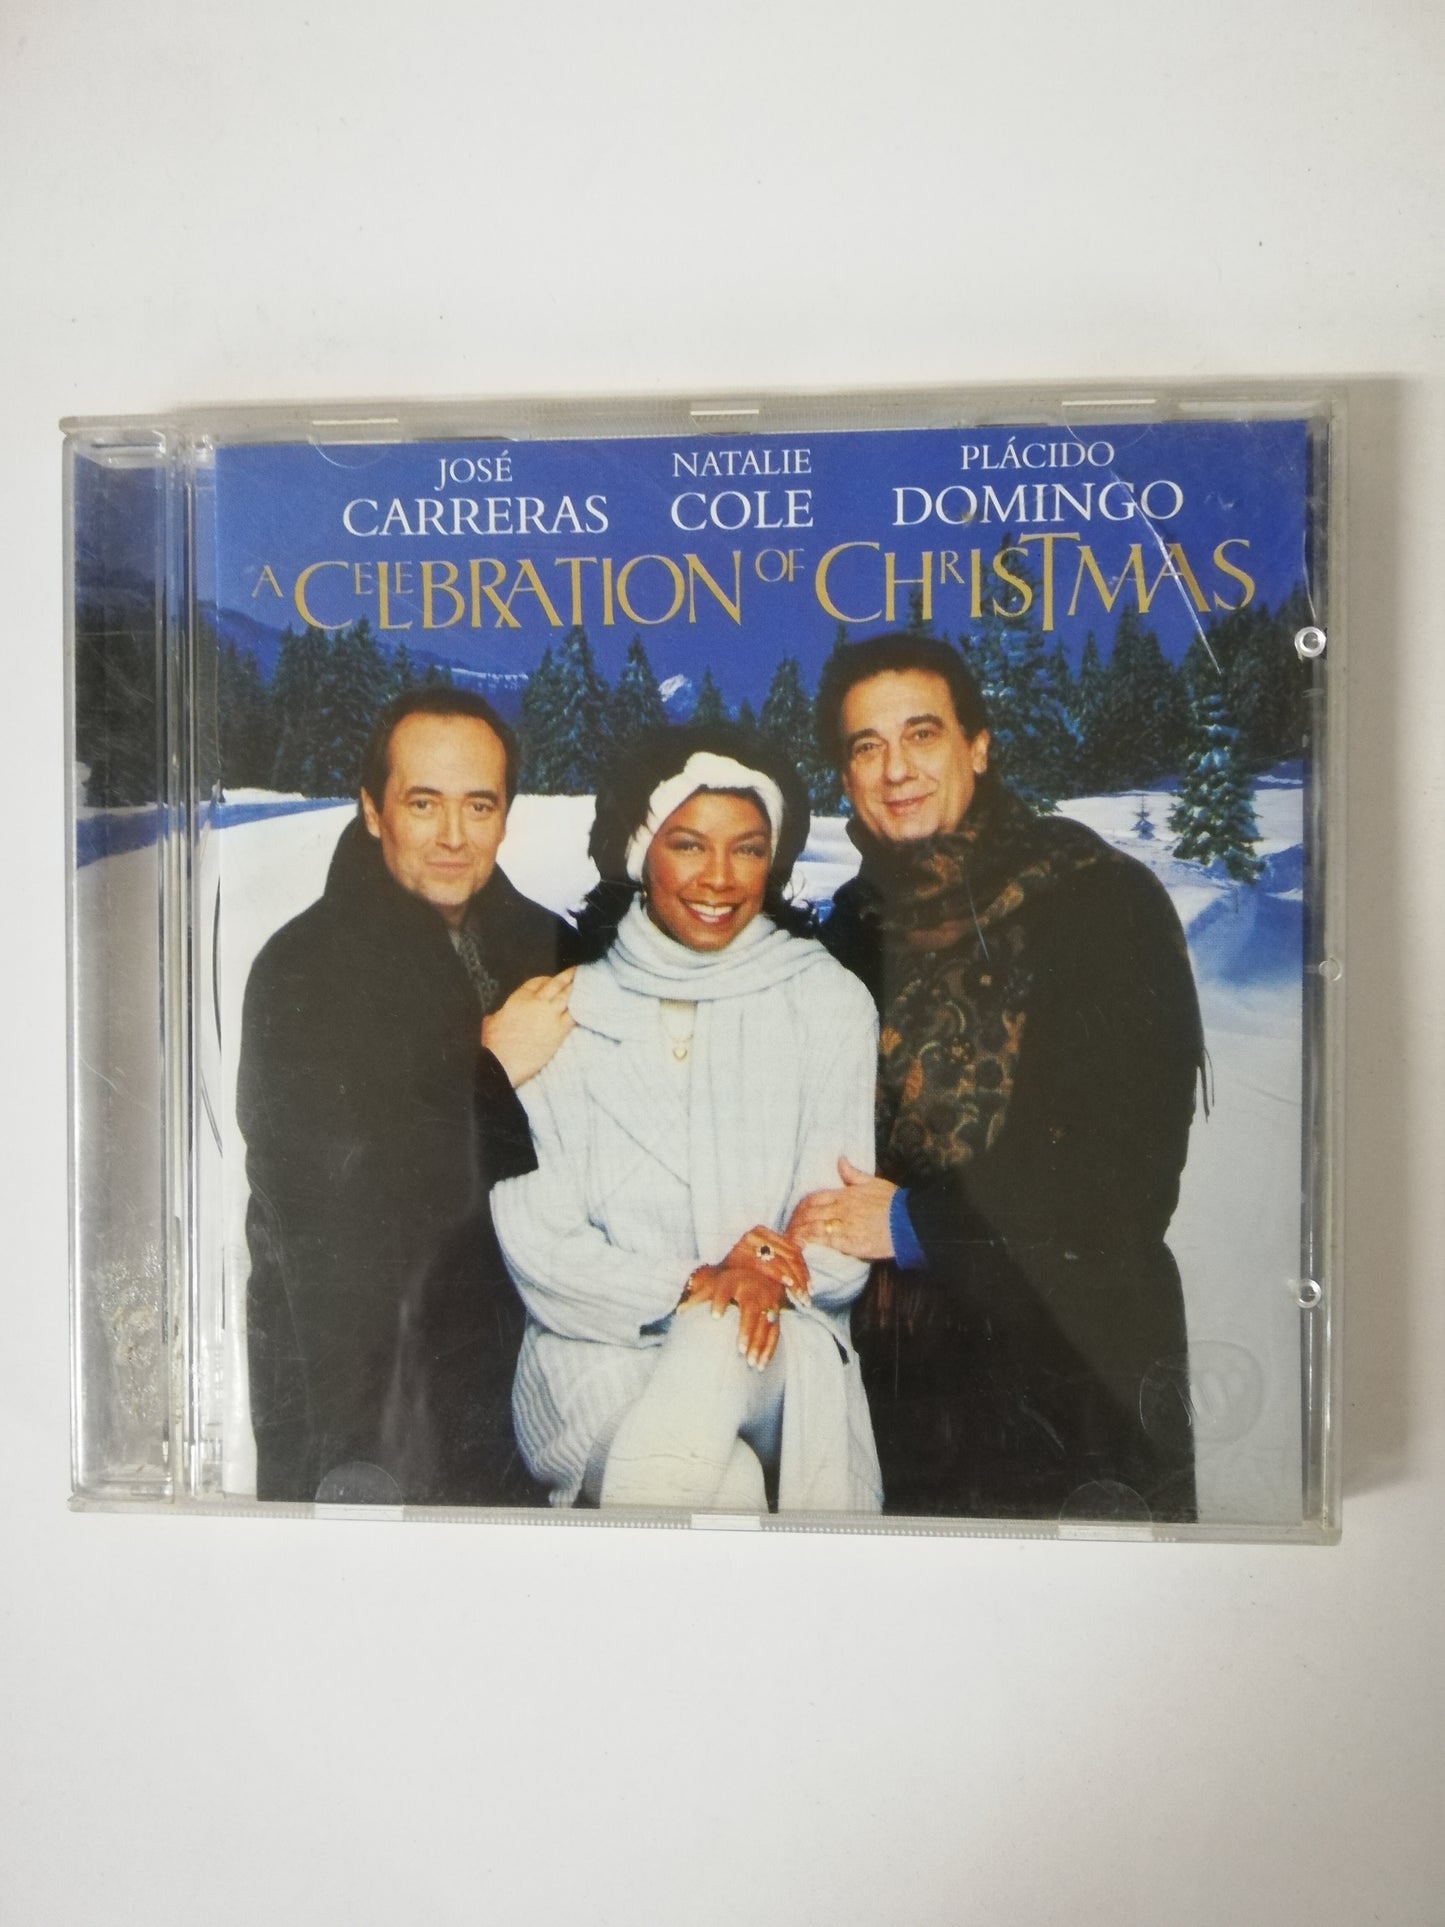 JOSÉ NATALIE PLÁCIDO
CARRERAS COLE DOMINGO
A CELEBRATION OF CHRISTMAS